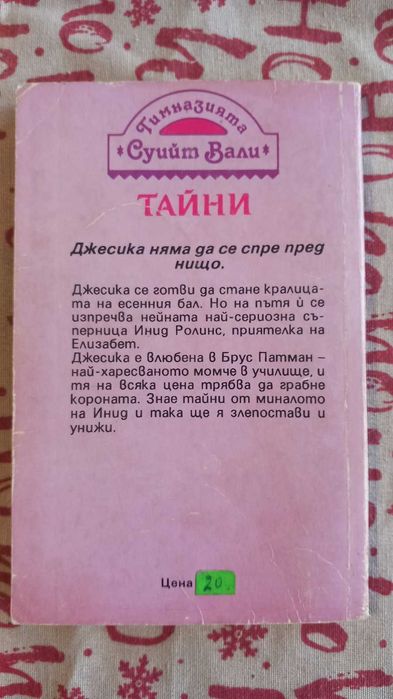 Гимназията
Суийт Вали
ТАЙНИ
Джесика няма да се спре пред
нищо.
Джесика се готви да стане кралица-
та на есенния бал. Но на пътя ѝ се
изпречва нейната най-сериозна съ-
перница Инид Ролинс, приятелка на
Елизабет.
Джесика е влюбена в Брус Патман –
най-харесваното момче в училище, и
тя на всяка цена трябва да грабне
короната. Знае тайни от миналото
на Инид и така ще я злепостави и
унижи.
Цена 20.